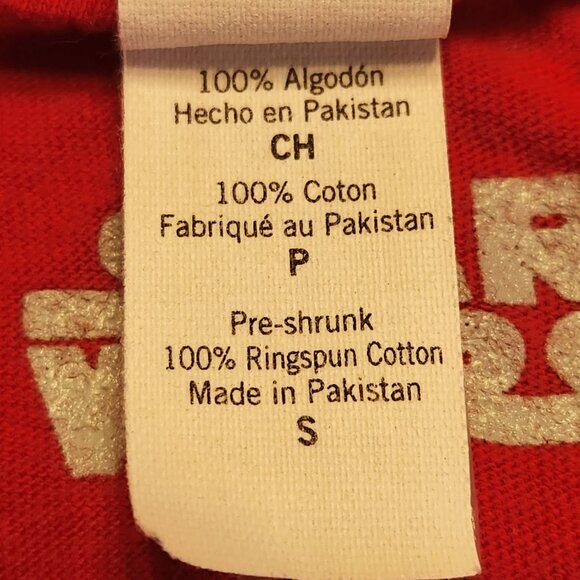 100% Algodón
Hecho en Pakistan
CH
100% Coton
Fabriqué au Pakistan
P
Pre-shrunk
100% Ringspun Cotton
Made in Pakistan
S